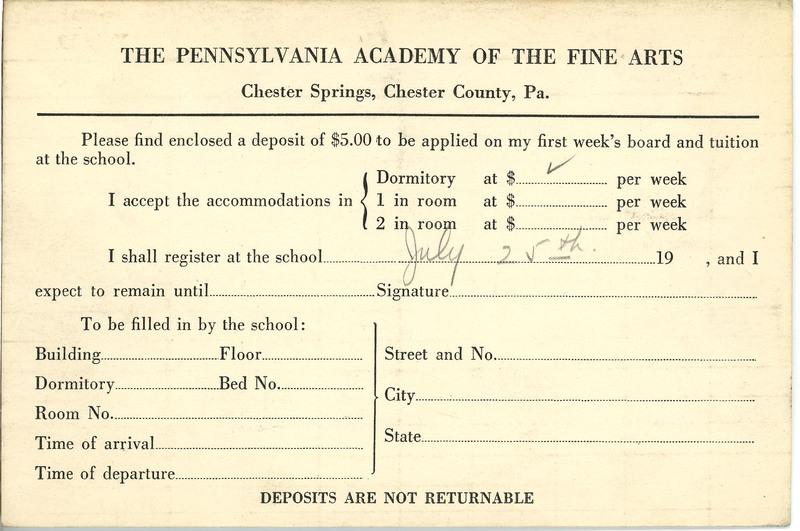 THE PENNSYLVANIA ACADEMY OF THE FINE ARTS
Chester Springs, Chester County, Pa.
Please find enclosed a deposit of $5.00 to be applied on my first week's board and tuition
at the school.
Dormitory at $ ✓ per week
I accept the accommodations in { 1 in room at $ per week
2 in room at $ per week
I shall register at the school July 25th. 19 , and I
expect to remain until Signature
To be filled in by the school:
Building Floor
Dormitory Bed No.
Room No.
Time of arrival
Time of departure
Street and No.
City
State
DEPOSITS ARE NOT RETURNABLE